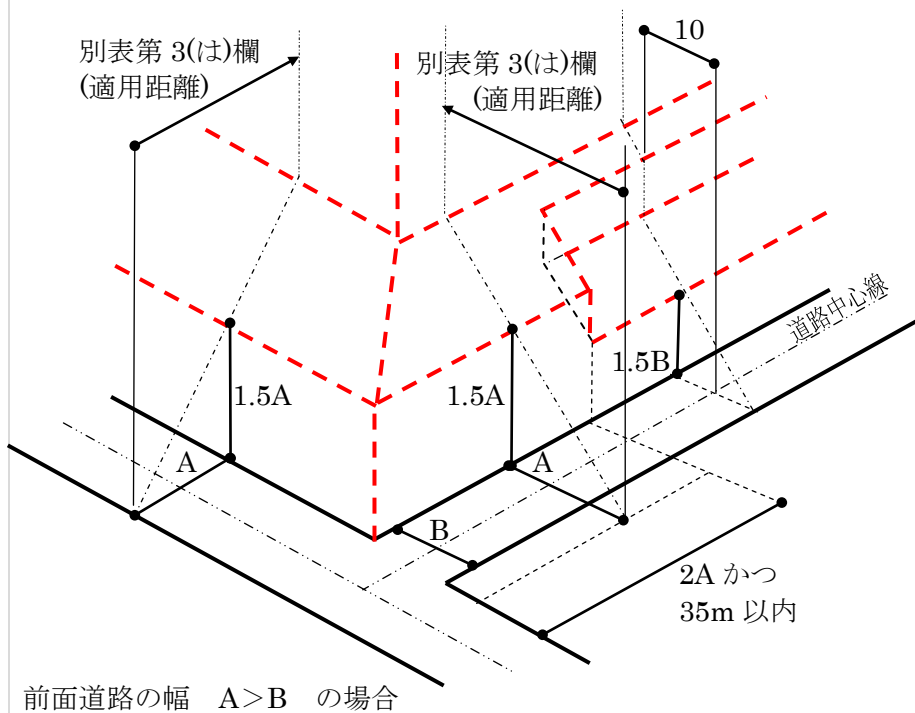 別表第 3(は)欄
(適用距離)
別表第 3(は)欄
(適用距離)
10
道路中心線
1.5A
1.5A
1.5B
A
A
B
2A かつ
35m 以内
前面道路の幅　A＞B　の場合